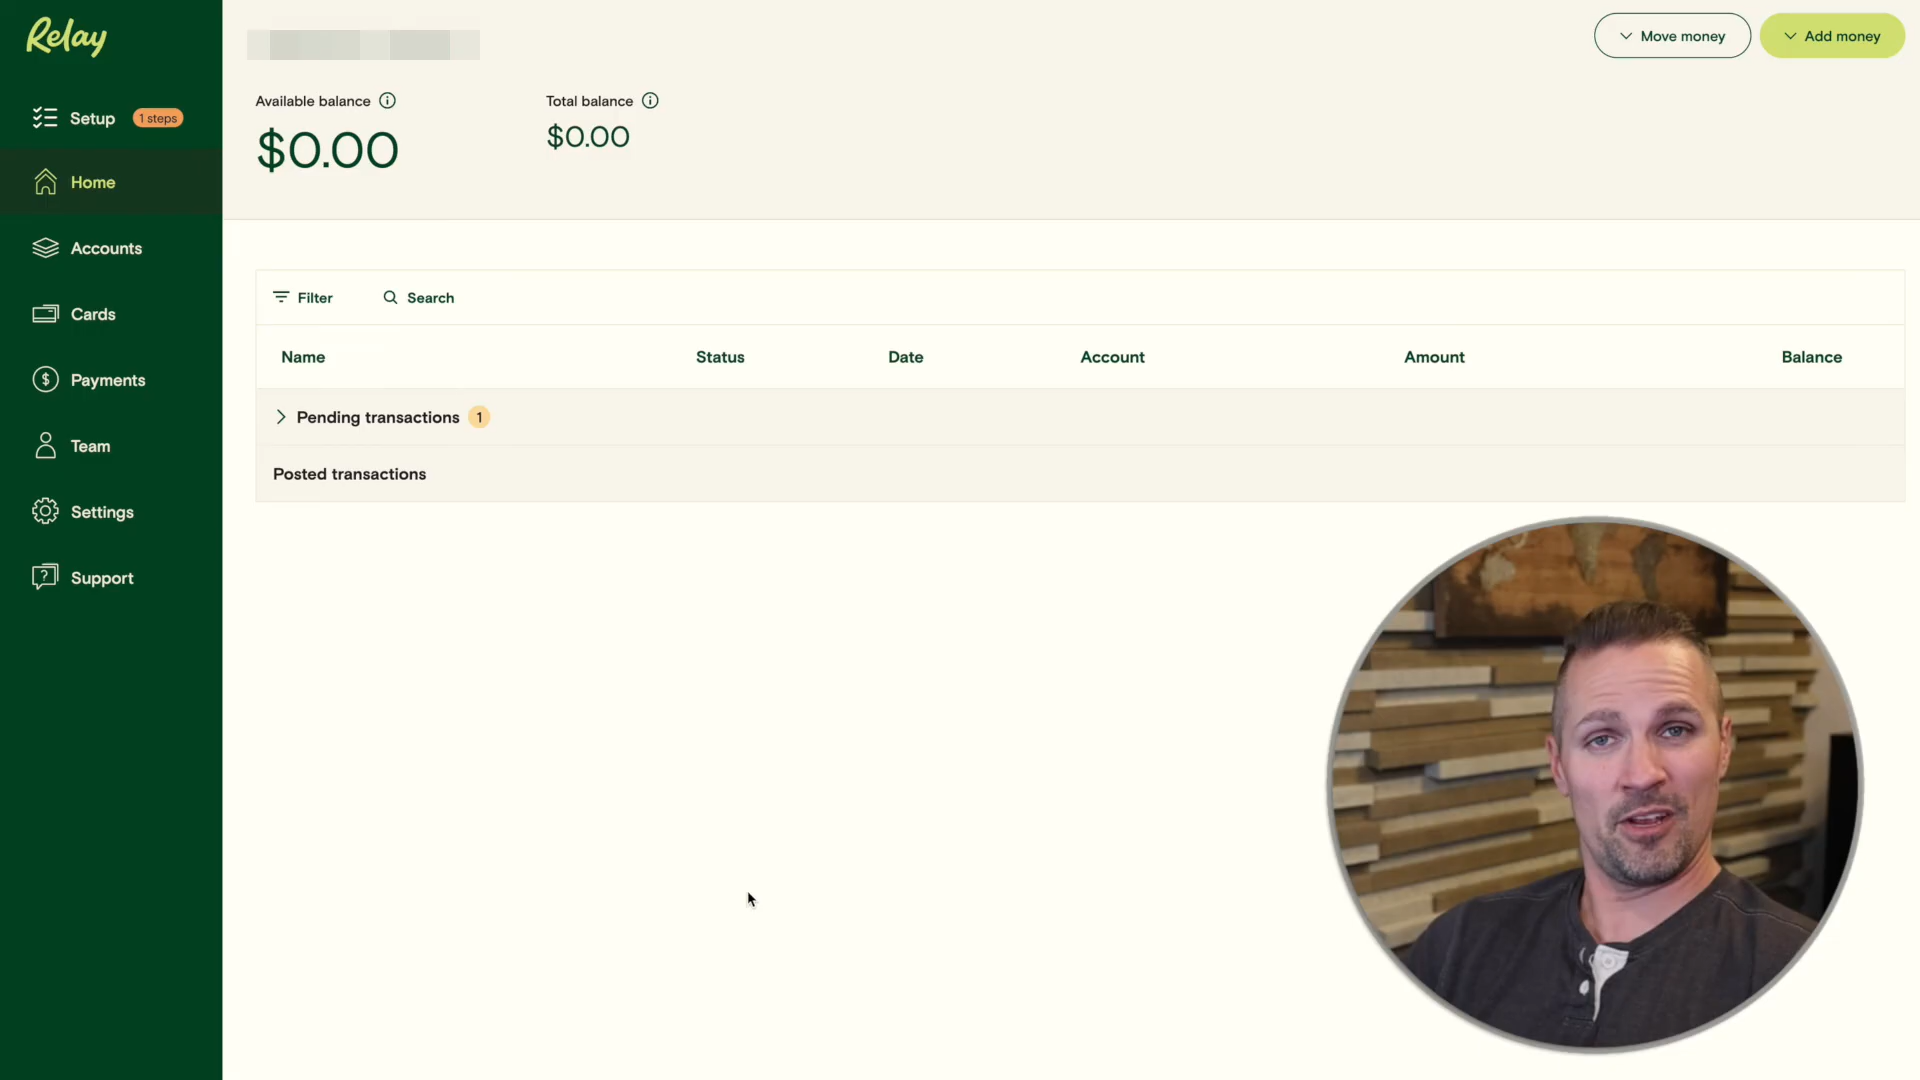 Relay
Move money
Add money
Available balance
Total balance
$0.00
$0.00
Setup
1 steps
Home
Accounts
Cards
Payments
Team
Settings
Support
Filter
Search
Name
Status
Date
Account
Amount
Balance
Pending transactions
1
Posted transactions